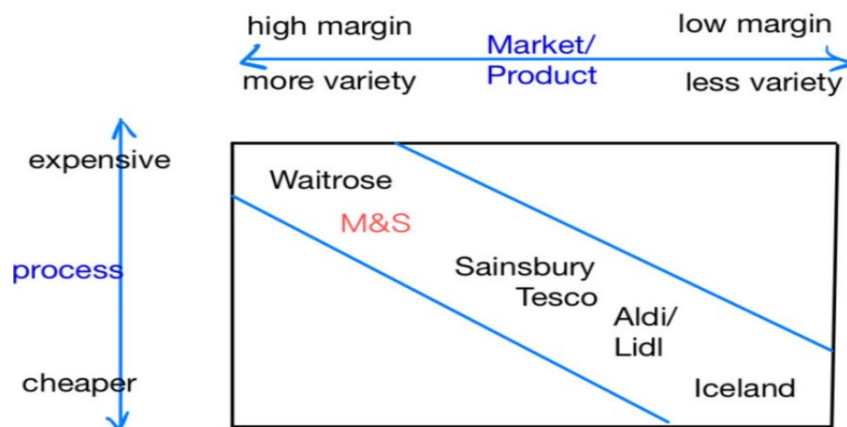 high margin
Market/
low margin
more variety
Product
less variety
expensive
Waitrose
M&S
process
Sainsbury
Tesco
Aldi/
Lidl
cheaper
Iceland